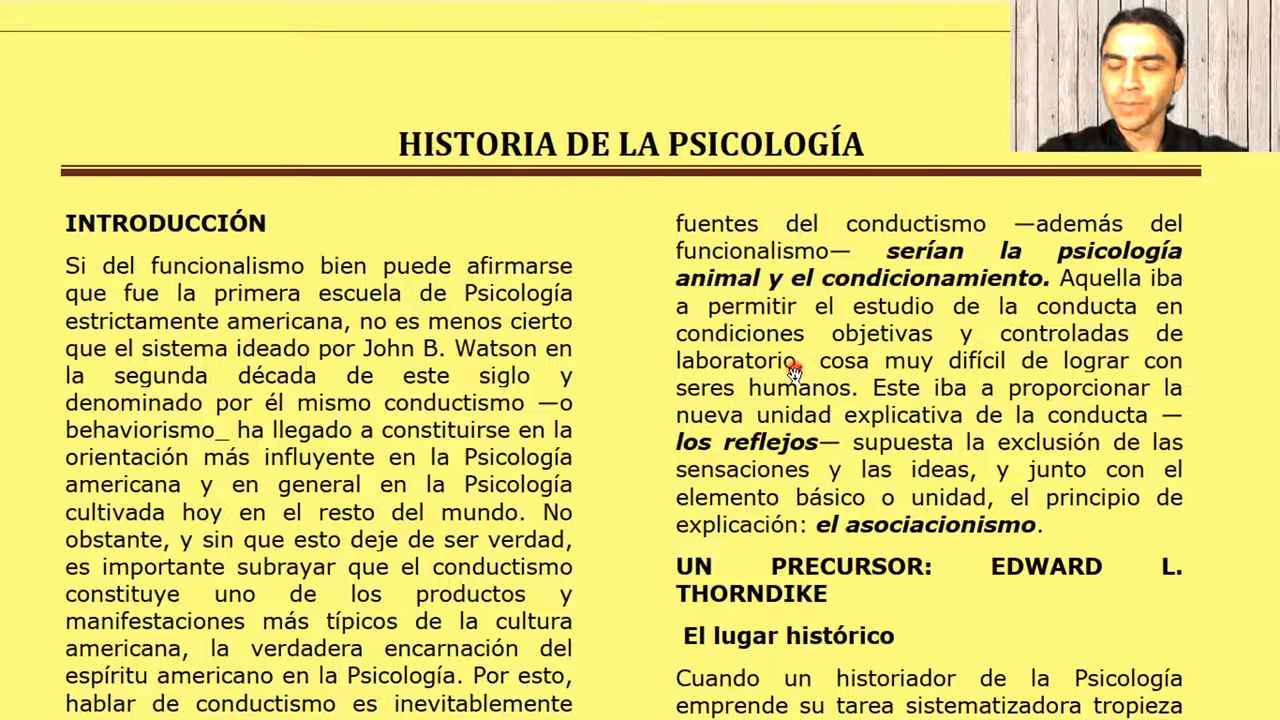 HISTORIA DE LA PSICOLOGÍA
INTRODUCCIÓN
Si del funcionalismo bien puede afirmarse
que fue la primera escuela de Psicología
estrictamente americana, no es menos cierto
que el sistema ideado por John B. Watson en
la segunda década de este siglo y
denominado por él mismo conductismo —o
behaviorismo_ ha llegado a constituirse en la
orientación más influyente en la Psicología
americana y en general en la Psicología
cultivada hoy en el resto del mundo. No
obstante, y sin que esto deje de ser verdad,
es importante subrayar que el conductismo
constituye uno de los productos y
manifestaciones más típicos de la cultura
americana, la verdadera encarnación del
espíritu americano en la Psicología. Por esto,
hablar de conductismo es inevitablemente
fuentes del conductismo —además del
funcionalismo— serían la psicología
animal y el condicionamiento. Aquella iba
a permitir el estudio de la conducta en
condiciones objetivas y controladas de
laboratorio, cosa muy difícil de lograr con
seres humanos. Este iba a proporcionar la
nueva unidad explicativa de la conducta —
los reflejos— supuesta la exclusión de las
sensaciones y las ideas, y junto con el
elemento básico o unidad, el principio de
explicación: el asociacionismo.
UN PRECURSOR: EDWARD L.
THORNDIKE
El lugar histórico
Cuando un historiador de la Psicología
emprende su tarea sistematizadora tropieza